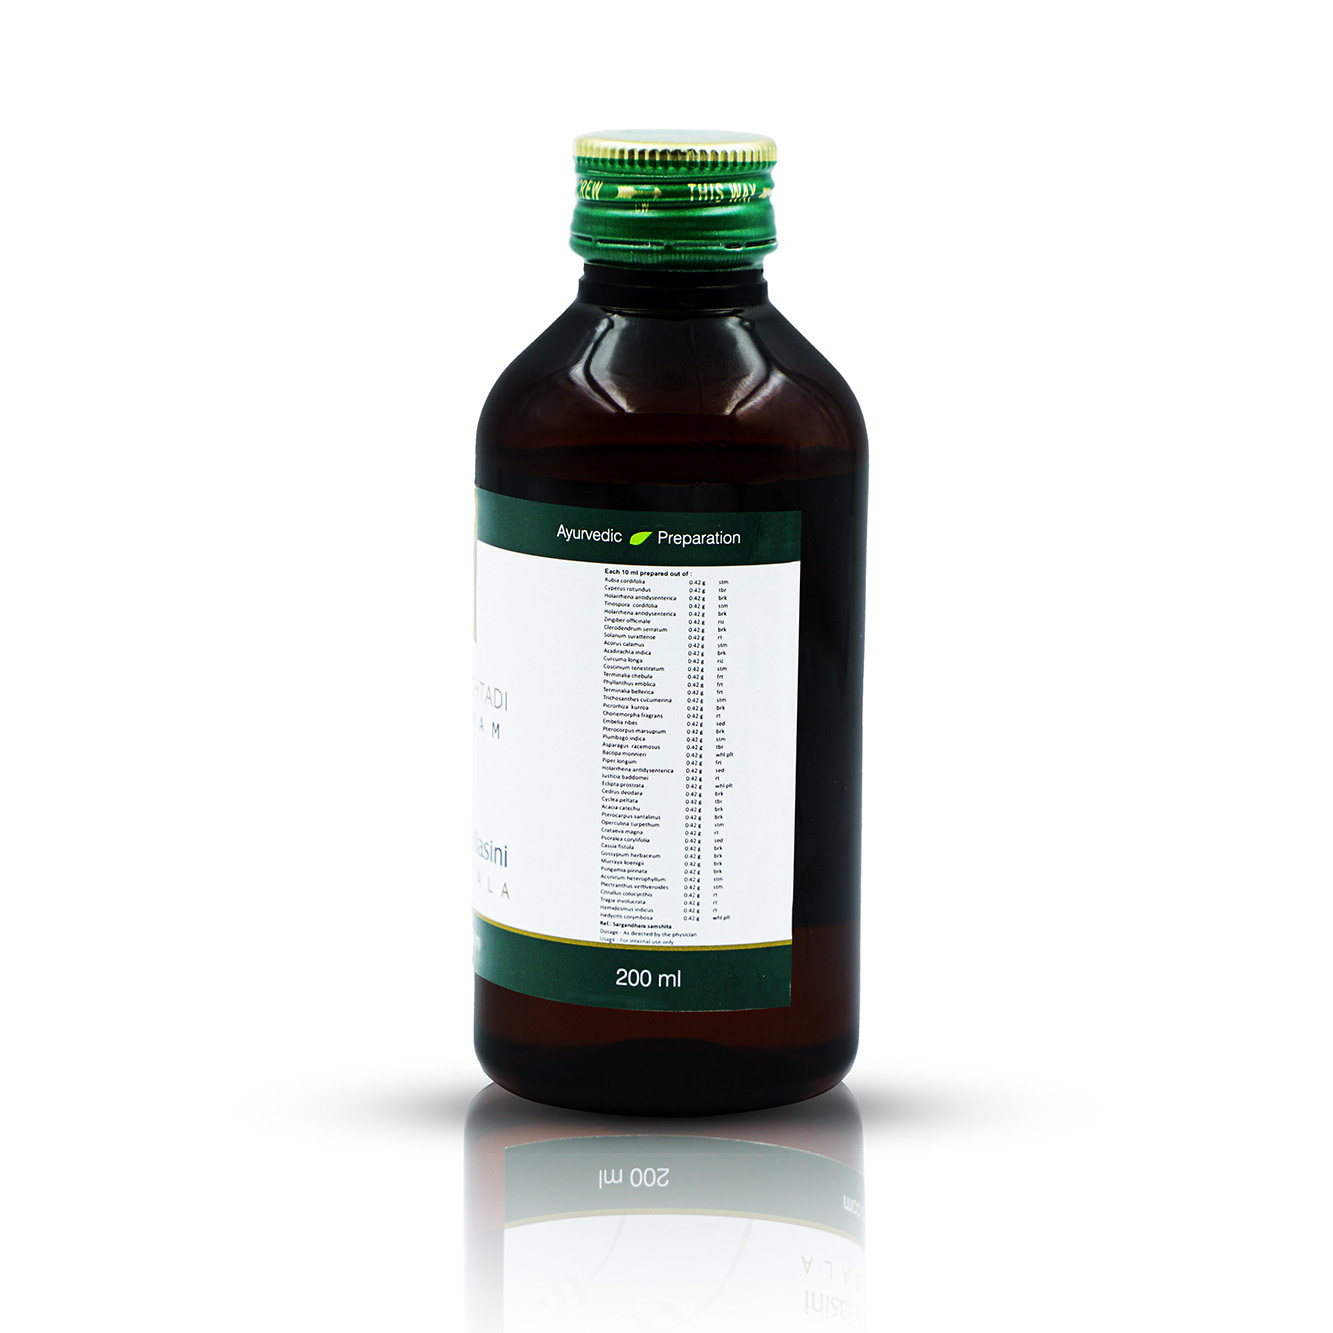 CREW THIS WAY
Ayurvedic Preparation
Each 10 ml prepared out of :
Rubia cordifolia 0.42 g stm
Cyperus rotundus 0.42 g tbr
Holarrhena antidysenterica 0.42 g brk
Tinospora cordifolia 0.42 g stm
Holarrhena antidysenterica 0.42 g brk
Zingiber officinale 0.42 g riz
Clerodendrum serratum 0.42 g brk
Solanum surattense 0.42 g rt
Acorus calamus 0.42 g stm
Azadirachta indica 0.42 g brk
Curcuma longa 0.42 g riz
Coscinium fenestratum 0.42 g stm
Terminalia chebula 0.42 g frt
Phyllanthus emblica 0.42 g frt
Terminalia bellerica 0.42 g frt
Trichosanthes cucumerina 0.42 g stm
Picrorhiza kurroa 0.42 g brk
Chonemorpha fragrans 0.42 g rt
Embelia ribes 0.42 g sed
Pterocarpus marsupium 0.42 g brk
Plumbago indica 0.42 g stm
Asparagus racemosus 0.42 g tbr
Bacopa monnieri 0.42 g whl plt
Piper longum 0.42 g frt
Holarrhena antidysenterica 0.42 g sed
Justicia baddomei 0.42 g rt
Eclipta prostrata 0.42 g whl plt
Cedrus deodara 0.42 g brk
Cyclea peltata 0.42 g tbr
Acacia catechu 0.42 g brk
Pterocarpus santalinus 0.42 g brk
Operculina turpethum 0.42 g stm
Crataeva magna 0.42 g rt
Psoralea corylifolia 0.42 g sed
Cassia fistula 0.42 g brk
Gossypium herbaceum 0.42 g brk
Murraya koenigii 0.42 g brk
Pongamia pinnata 0.42 g brk
Aconitum heterophyllum 0.42 g stm
Plectranthus vettiveroides 0.42 g stm
Citrullus colocynthis 0.42 g rt
Tragia involucrata 0.42 g rt
Hemidesmus indicus 0.42 g rt
Hedyotis corymbosa 0.42 g whl plt
Ref.: Sargandhara samshita
Dosage - As directed by the physician
Usage - For internal use only
HTADI
A M
lasini
A L A
200 ml